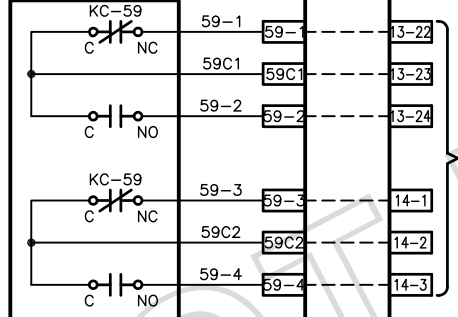 KC-59
C NC 59-1 59-1 13-22
59C1 59C1 13-23
C NO 59-2 59-2 13-24
KC-59
C NC 59-3 59-3 14-1
59C2 59C2 14-2
C NO 59-4 59-4 14-3